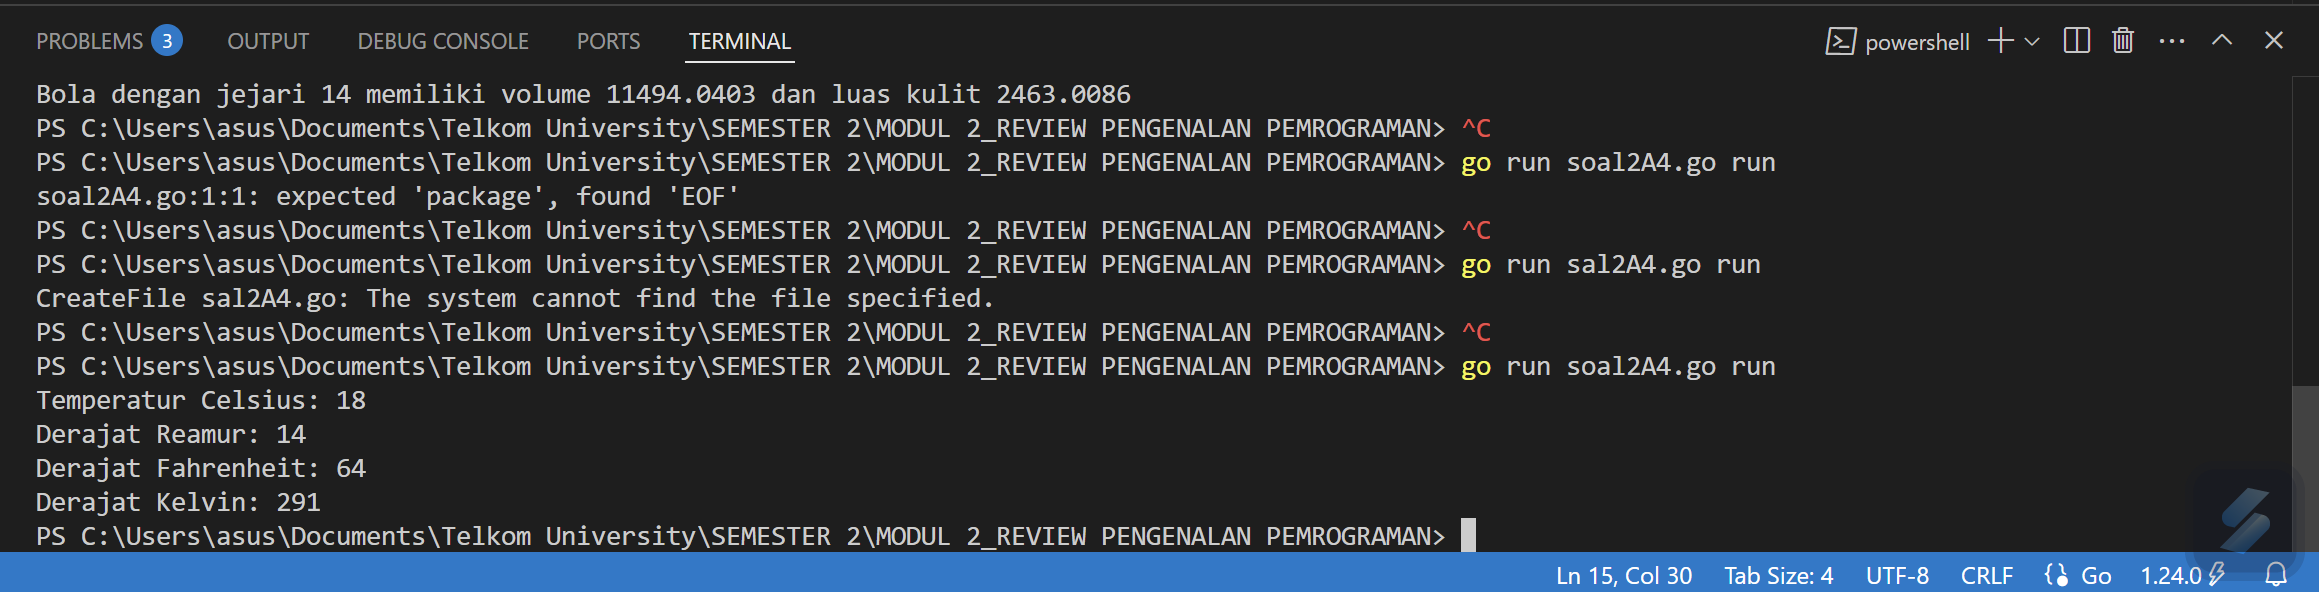 PROBLEMS 3 OUTPUT DEBUG CONSOLE PORTS TERMINAL powershell
Bola dengan jejari 14 memiliki volume 11494.0403 dan luas kulit 2463.0086
PS C:\Users\asus\Documents\Telkom University\SEMESTER 2\MODUL 2_REVIEW PENGENALAN PEMROGRAMAN> ^C
PS C:\Users\asus\Documents\Telkom University\SEMESTER 2\MODUL 2_REVIEW PENGENALAN PEMROGRAMAN> go run soal2A4.go run
soal2A4.go:1:1: expected 'package', found 'EOF'
PS C:\Users\asus\Documents\Telkom University\SEMESTER 2\MODUL 2_REVIEW PENGENALAN PEMROGRAMAN> ^C
PS C:\Users\asus\Documents\Telkom University\SEMESTER 2\MODUL 2_REVIEW PENGENALAN PEMROGRAMAN> go run sal2A4.go run
CreateFile sal2A4.go: The system cannot find the file specified.
PS C:\Users\asus\Documents\Telkom University\SEMESTER 2\MODUL 2_REVIEW PENGENALAN PEMROGRAMAN> ^C
PS C:\Users\asus\Documents\Telkom University\SEMESTER 2\MODUL 2_REVIEW PENGENALAN PEMROGRAMAN> go run soal2A4.go run
Temperatur Celsius: 18
Derajat Reamur: 14
Derajat Fahrenheit: 64
Derajat Kelvin: 291
PS C:\Users\asus\Documents\Telkom University\SEMESTER 2\MODUL 2_REVIEW PENGENALAN PEMROGRAMAN>
Ln 15, Col 30 Tab Size: 4 UTF-8 CRLF Go 1.24.0